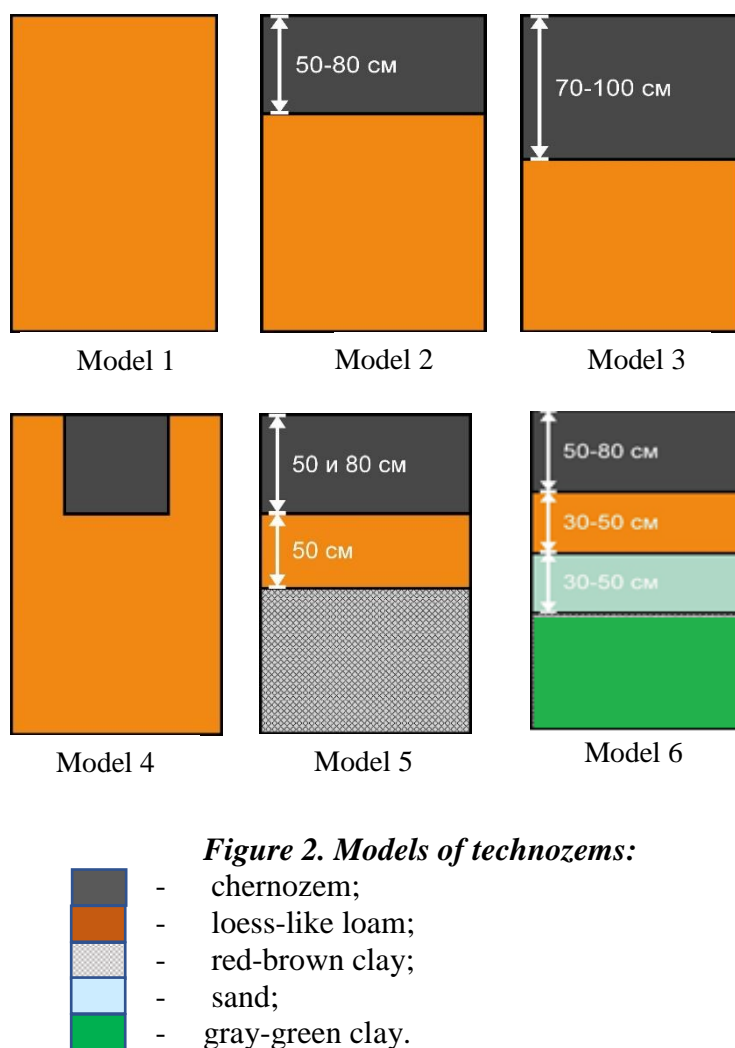 50-80 см
70-100 см
Model 1
Model 2
Model 3
50 и 80 см
50 см
50-80 см
30-50 см
30-50 см
Model 4
Model 5
Model 6
Figure 2. Models of technozems:
- chernozem;
- loess-like loam;
- red-brown clay;
- sand;
- gray-green clay.